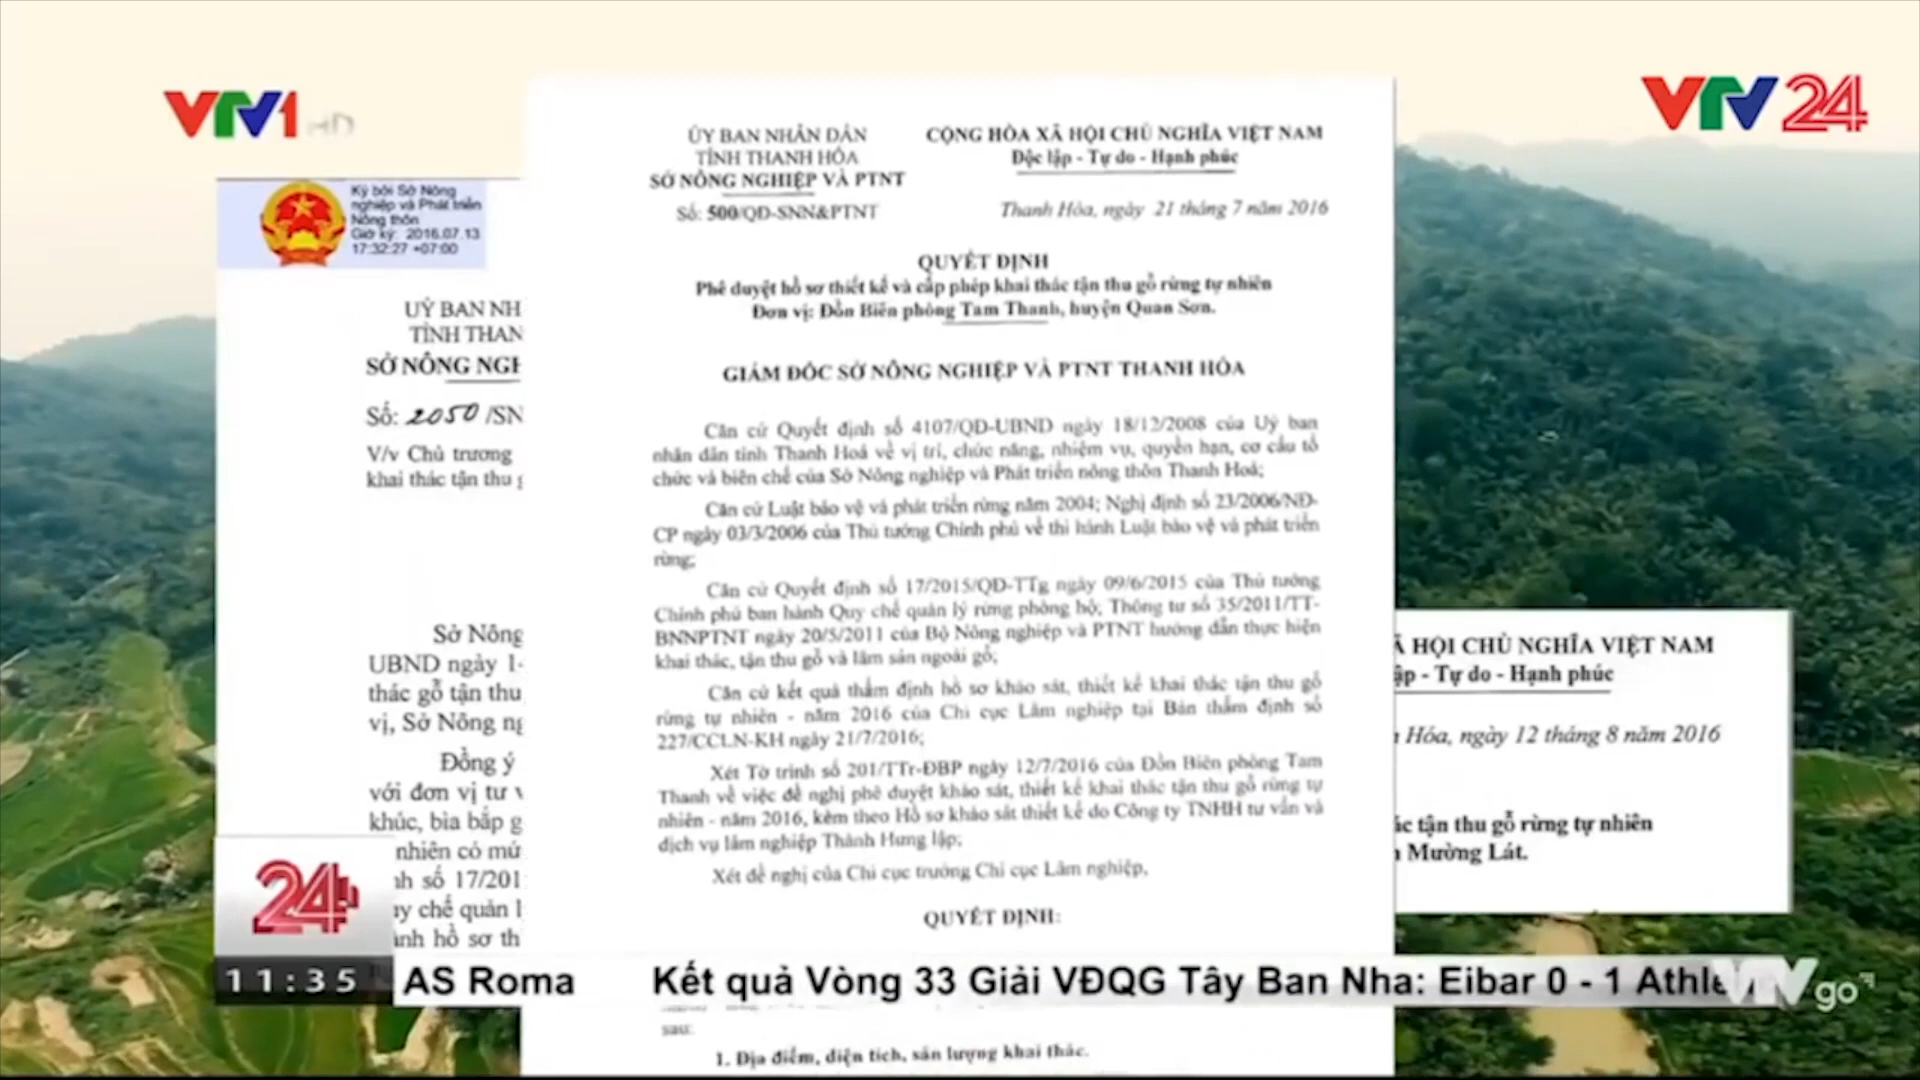 VTV1 HD
VTV24
Ký bởi Sở Nông
nghiệp và Phát triển
Nông thôn
Giờ ký: 2016.07.13
17:32:27 +07:00
UỶ BAN NH
TỈNH THAN
SỞ NÔNG NGH
Số: 2050/SN
V/v Chủ trương
khai thác tận thu g
Sở Nông
UBND ngày 1
thác gỗ tận thu
vị, Sở Nông ng
Đồng ý
với đơn vị tư v
khúc, bìa bắp g
nhiên có mứ
nh số 17/201
uy chế quản l
ành hồ sơ th
ỦY BAN NHÂN DÂN
TỈNH THANH HÓA
SỞ NÔNG NGHIỆP VÀ PTNT
Số: 500/QĐ-SNN&PTNT
CỘNG HÒA XÃ HỘI CHỦ NGHĨA VIỆT NAM
Độc lập - Tự do - Hạnh phúc
Thanh Hóa, ngày 21 tháng 7 năm 2016
QUYẾT ĐỊNH
Phê duyệt hồ sơ thiết kế và cấp phép khai thác tận thu gỗ rừng tự nhiên
Đơn vị: Đồn Biên phòng Tam Thanh, huyện Quan Sơn.
GIÁM ĐỐC SỞ NÔNG NGHIỆP VÀ PTNT THANH HÓA
Căn cứ Quyết định số 4107/QĐ-UBND ngày 18/12/2008 của Uỷ ban
nhân dân tỉnh Thanh Hoá về vị trí, chức năng, nhiệm vụ, quyền hạn, cơ cấu tổ
chức và biên chế của Sở Nông nghiệp và Phát triển nông thôn Thanh Hoá;
Căn cứ Luật bảo vệ và phát triển rừng năm 2004; Nghị định số 23/2006/NĐ-
CP ngày 03/3/2006 của Thủ tướng Chính phủ về thi hành Luật bảo vệ và phát triển
rừng;
Căn cứ Quyết định số 17/2015/QĐ-TTg ngày 09/6/2015 của Thủ tướng
Chính phủ ban hành Quy chế quản lý rừng phòng hộ; Thông tư số 35/2011/TT-
BNNPTNT ngày 20/5/2011 của Bộ Nông nghiệp và PTNT hướng dẫn thực hiện
khai thác, tận thu gỗ và lâm sản ngoài gỗ;
Căn cứ kết quả thẩm định hồ sơ khảo sát, thiết kế khai thác tận thu gỗ
rừng tự nhiên - năm 2016 của Chi cục Lâm nghiệp tại Bản thẩm định số
227/CCLN-KH ngày 21/7/2016;
Xét Tờ trình số 201/TTr-ĐBP ngày 12/7/2016 của Đồn Biên phòng Tam
Thanh về việc đề nghị phê duyệt khảo sát, thiết kế khai thác tận thu gỗ rừng tự
nhiên - năm 2016, kèm theo Hồ sơ khảo sát thiết kế do Công ty TNHH tư vấn và
dịch vụ lâm nghiệp Thành Hưng lập;
Xét đề nghị của Chi cục trưởng Chi cục Lâm nghiệp,
QUYẾT ĐỊNH:
sau:
1. Địa điểm, diện tích, sản lượng khai thác.
Ã HỘI CHỦ NGHĨA VIỆT NAM
ập - Tự do - Hạnh phúc
Hóa, ngày 12 tháng 8 năm 2016
ác tận thu gỗ rừng tự nhiên
Mường Lát.
24
11:35
AS Roma Kết quả Vòng 33 Giải VĐQG Tây Ban Nha: Eibar 0 - 1 Athle
VTV go